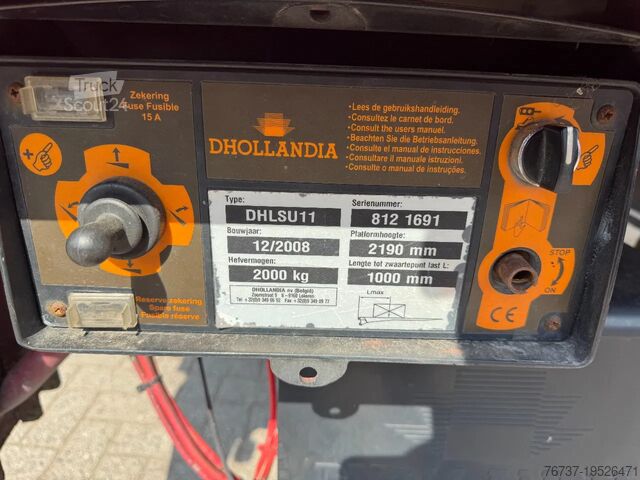 Truck
Scout24
Zekering
Fuse Fusible
15 A
DHOLLANDIA
•Lees de gebruikshandleiding.
•Consultez le carnet de bord.
•Consult the users manual.
•Beachten Sie die Betriebsanleitung.
•Consulte el manual de instrucciones.
•Consultare il manuale istruzioni.
•Consulte o manual de instruções.
Type:
DHLSU11
Serienummer:
812 1691
Bouwjaar:
12/2008
Platformhoogte:
2190 mm
Hefvermogen:
2000 kg
Lengte tot zwaartepunt last L:
1000 mm
DHOLLANDIA nv (België)
Lmax
Reserve zekering
Spare fuse
Fusible réserve
STOP
ON
CE
76737-19526471